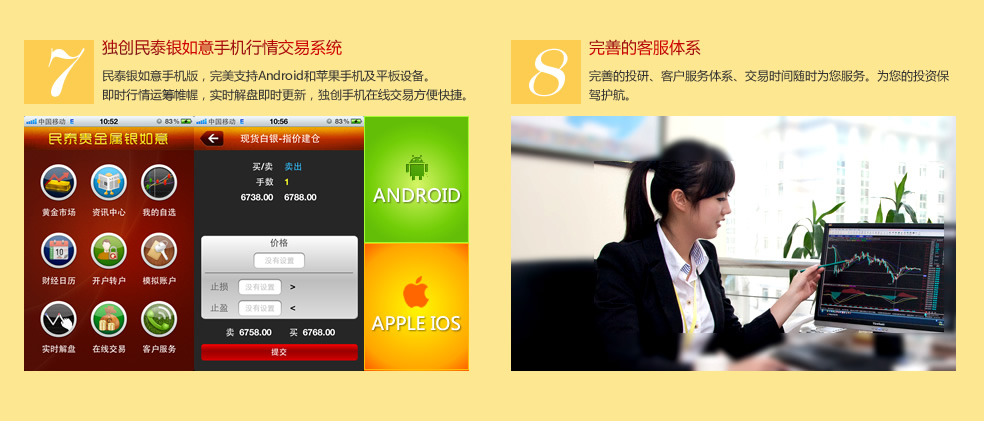 7
独创民泰银如意手机行情交易系统
民泰银如意手机版，完美支持Android和苹果手机及平板设备。
即时行情运筹帷幄，实时解盘即时更新，独创手机在线交易方便快捷。
中国移动 E 10:52 83%
民泰贵金属银如意
黄金市场 资讯中心 我的自选
10
财经日历 开户转户 模拟账户
实时解盘 在线交易 客户服务
中国移动 E 10:56 83%
现货白银-指价建仓
买/卖 卖出
手数 1
6738.00 6788.00
价格
没有设置
止损 没有设置 >
止盈 没有设置 <
卖 6758.00 买 6768.00
提交
ANDROID
APPLE IOS
8
完善的客服体系
完善的投研、客户服务体系、交易时间随时为您服务。为您的投资保
驾护航。